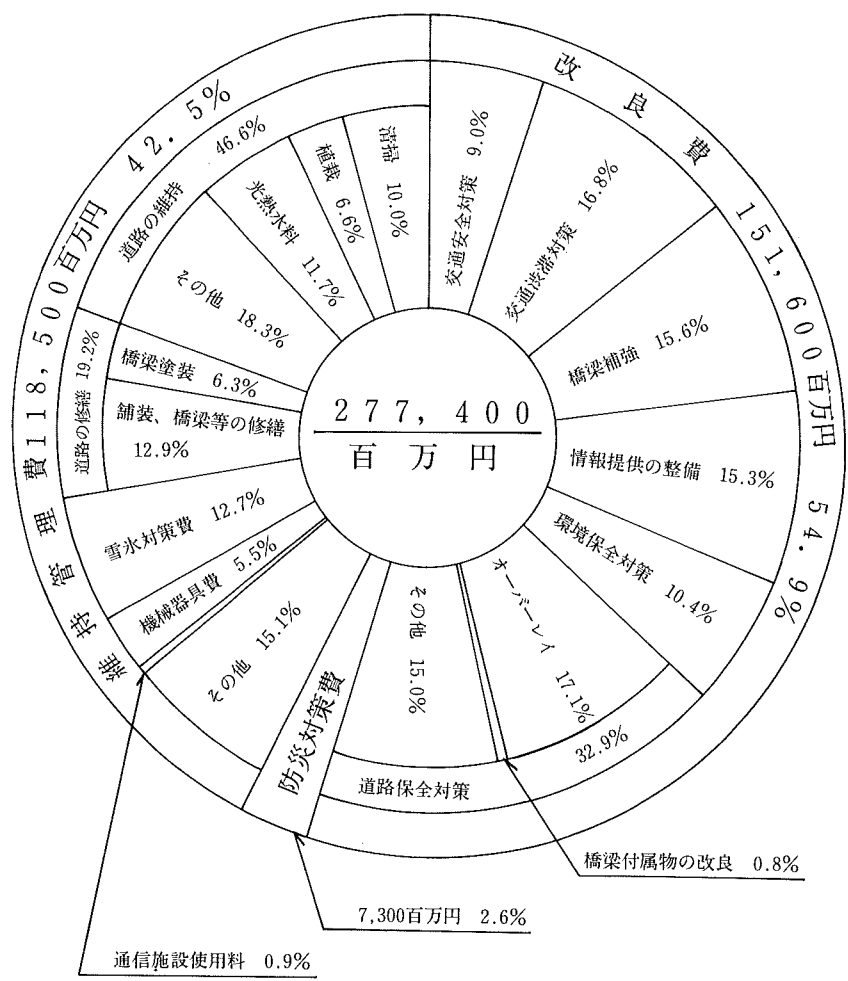 277,400
百万円
改良費 151,600百万円 54.9%
交通安全対策 9.0%
交通渋滞対策 16.8%
橋梁補強 15.6%
情報提供の整備 15.3%
環境保全対策 10.4%
道路保全対策 32.9%
オーバーレイ 17.1%
橋梁付属物の改良 0.8%
その他 15.0%
防災対策費
7,300百万円 2.6%
維持管理費118,500百万円 42.5%
その他 15.1%
通信施設使用料 0.9%
機械器具費 5.5%
雪氷対策費 12.7%
道路の修繕 19.2%
舗装、橋梁等の修繕
12.9%
橋梁塗装 6.3%
道路の維持 46.6%
その他 18.3%
光熱水料 11.7%
植栽 6.6%
清掃 10.0%